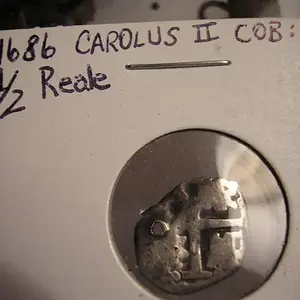 1686 CAROLUS II COB:
1/2 Reale